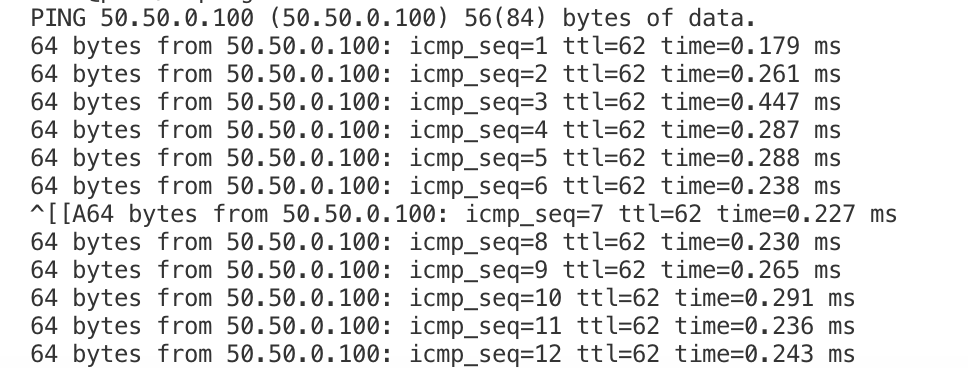 PING 50.50.0.100 (50.50.0.100) 56(84) bytes of data.
64 bytes from 50.50.0.100: icmp_seq=1 ttl=62 time=0.179 ms
64 bytes from 50.50.0.100: icmp_seq=2 ttl=62 time=0.261 ms
64 bytes from 50.50.0.100: icmp_seq=3 ttl=62 time=0.447 ms
64 bytes from 50.50.0.100: icmp_seq=4 ttl=62 time=0.287 ms
64 bytes from 50.50.0.100: icmp_seq=5 ttl=62 time=0.288 ms
64 bytes from 50.50.0.100: icmp_seq=6 ttl=62 time=0.238 ms
^[[A64 bytes from 50.50.0.100: icmp_seq=7 ttl=62 time=0.227 ms
64 bytes from 50.50.0.100: icmp_seq=8 ttl=62 time=0.230 ms
64 bytes from 50.50.0.100: icmp_seq=9 ttl=62 time=0.265 ms
64 bytes from 50.50.0.100: icmp_seq=10 ttl=62 time=0.291 ms
64 bytes from 50.50.0.100: icmp_seq=11 ttl=62 time=0.236 ms
64 bytes from 50.50.0.100: icmp_seq=12 ttl=62 time=0.243 ms